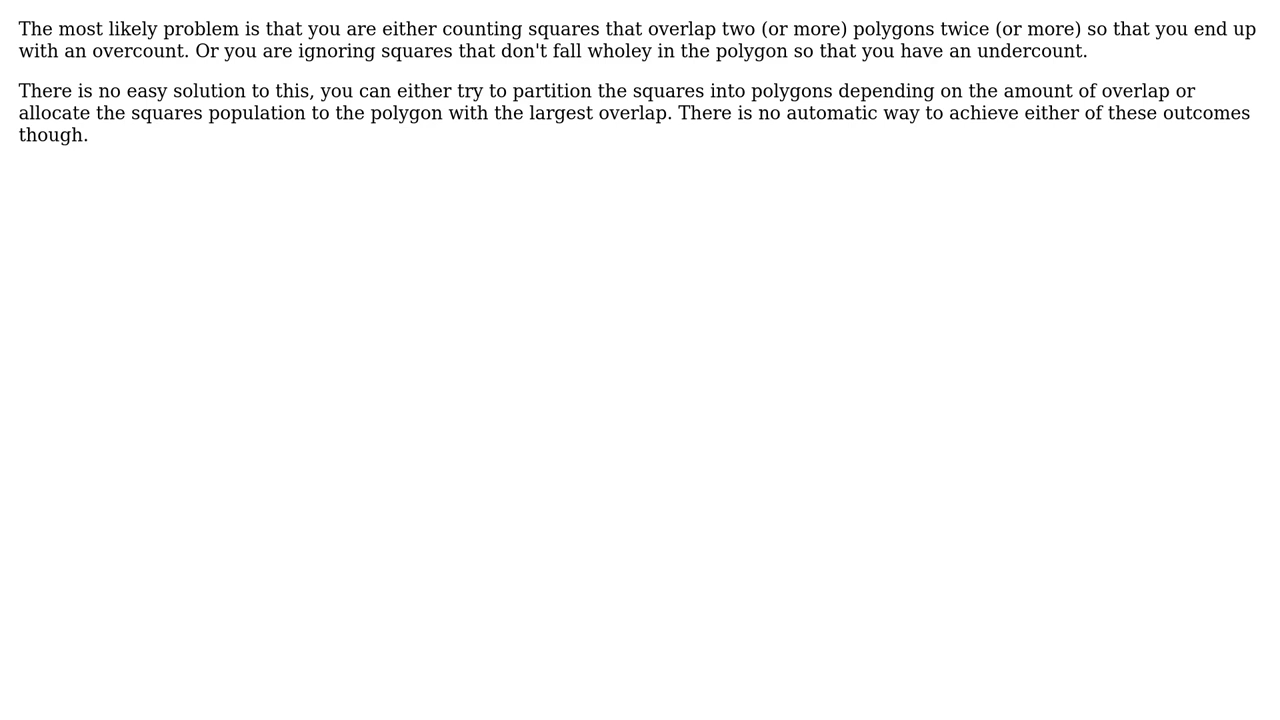 The most likely problem is that you are either counting squares that overlap two (or more) polygons twice (or more) so that you end up
with an overcount. Or you are ignoring squares that don't fall wholey in the polygon so that you have an undercount.
There is no easy solution to this, you can either try to partition the squares into polygons depending on the amount of overlap or
allocate the squares population to the polygon with the largest overlap. There is no automatic way to achieve either of these outcomes
though.